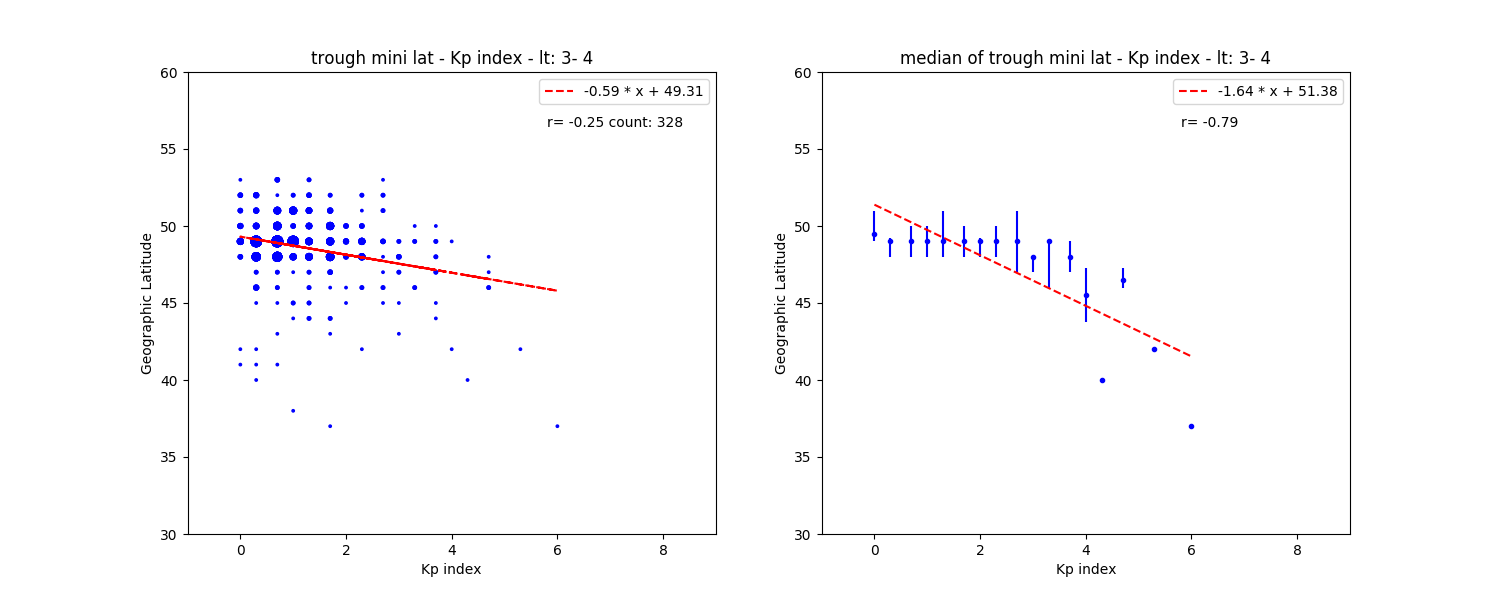 trough mini lat - Kp index - lt: 3- 4
-0.59 * x + 49.31
r= -0.25 count: 328
60
55
50
45
40
35
30
Geographic Latitude
0 2 4 6 8
Kp index
median of trough mini lat - Kp index - lt: 3- 4
-1.64 * x + 51.38
r= -0.79
60
55
50
45
40
35
30
Geographic Latitude
0 2 4 6 8
Kp index